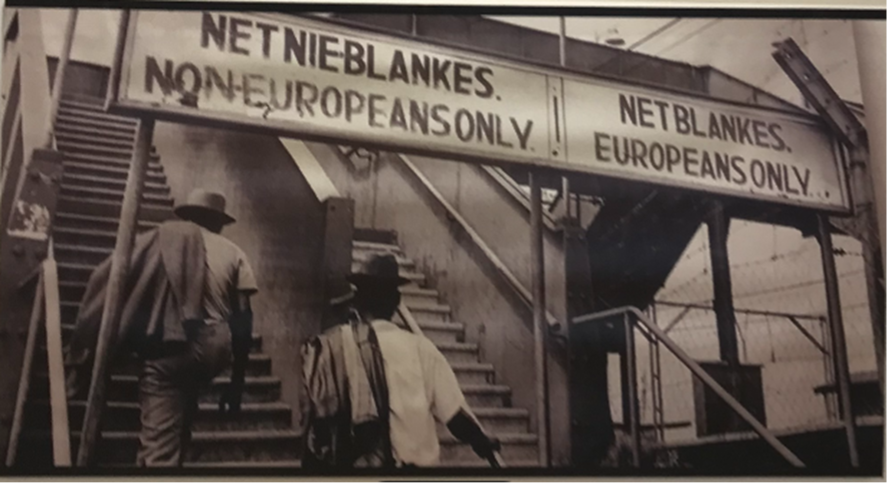 NET NIE-BLANKES.
NON-EUROPEANS ONLY.
NET BLANKES.
EUROPEANS ONLY.